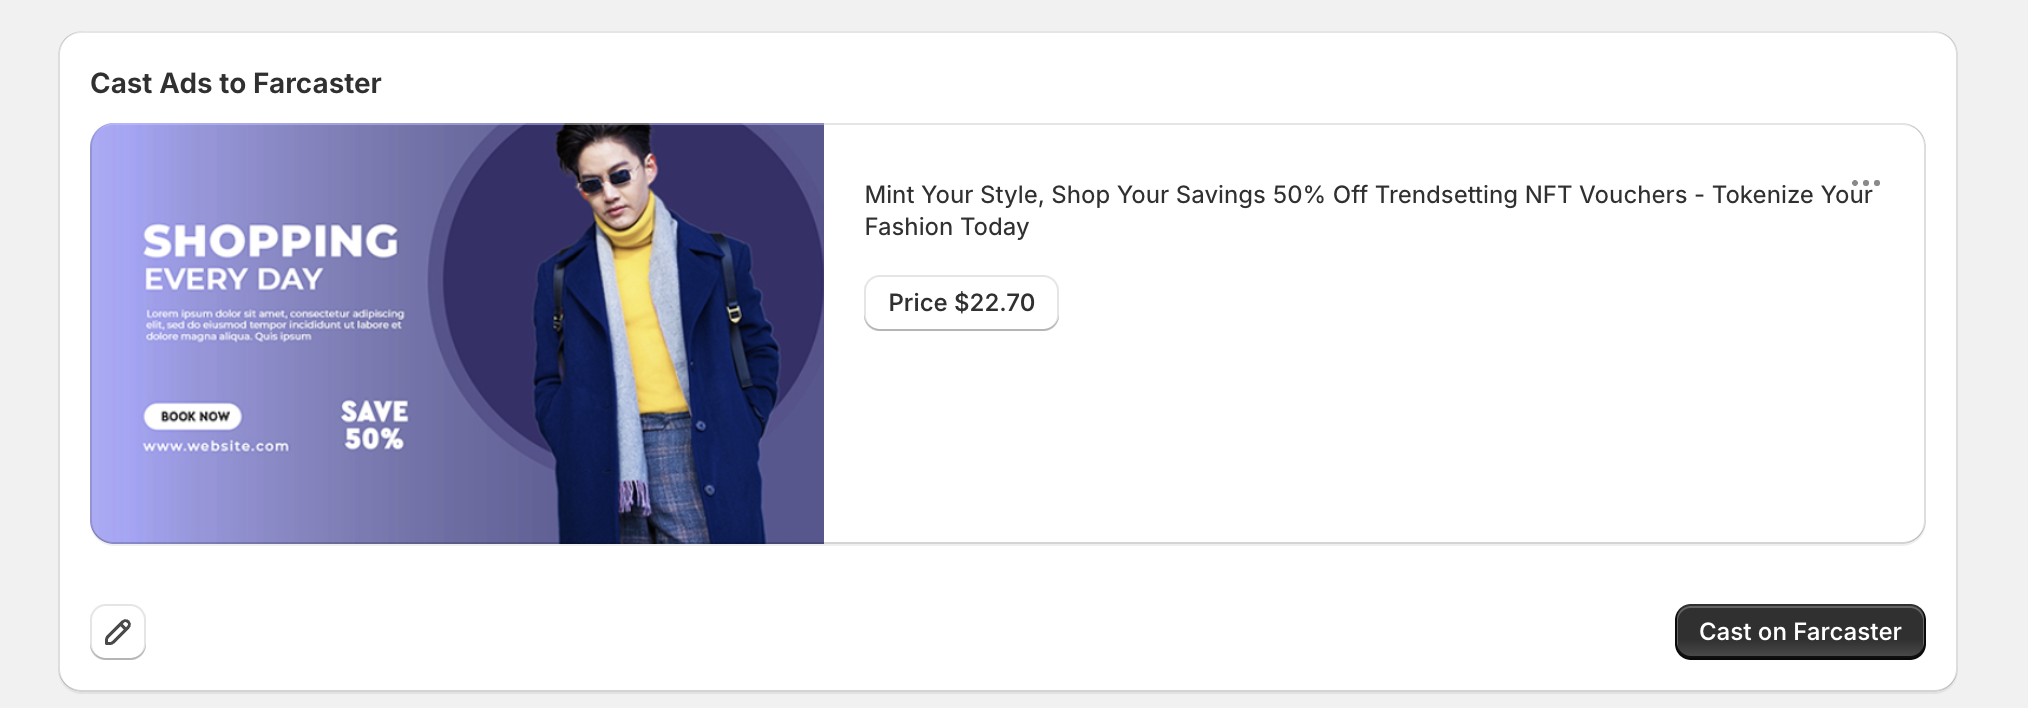 Cast Ads to Farcaster
SHOPPING
EVERY DAY
Lorem ipsum dolor sit amet, consectetur adipiscing
elit, sed do eiusmod tempor incididunt ut labore et
dolore magna aliqua. Quis ipsum
BOOK NOW
www.website.com
SAVE
50%
Mint Your Style, Shop Your Savings 50% Off Trendsetting NFT Vouchers - Tokenize Your
Fashion Today
Price $22.70
Cast on Farcaster